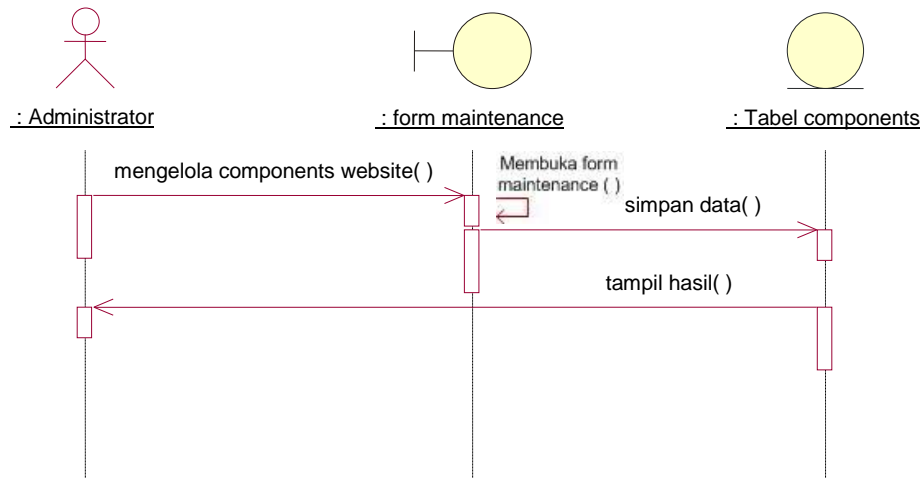 : Administrator
: form maintenance
: Tabel components
mengelola components website( )
Membuka form
maintenance ( )
simpan data( )
tampil hasil( )